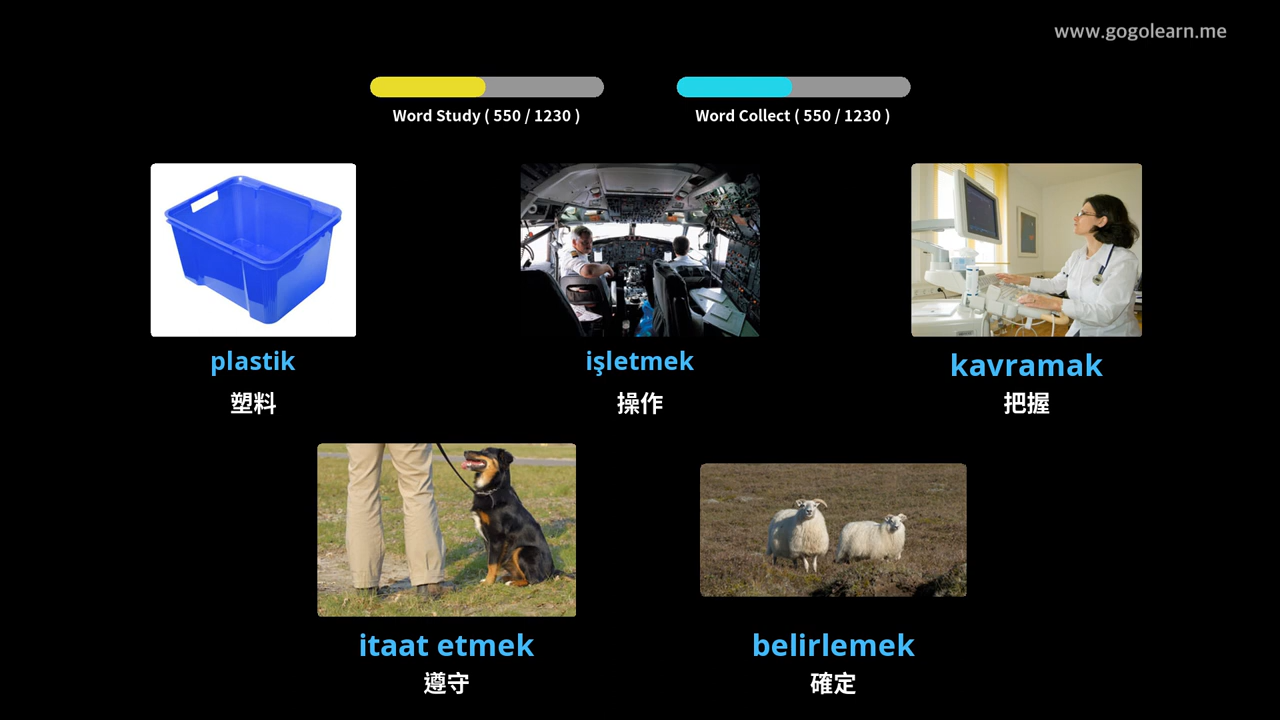 www.gogolearn.me
Word Study ( 550 / 1230 )
Word Collect ( 550 / 1230 )
plastik
塑料
işletmek
操作
kavramak
把握
itaat etmek
遵守
belirlemek
確定